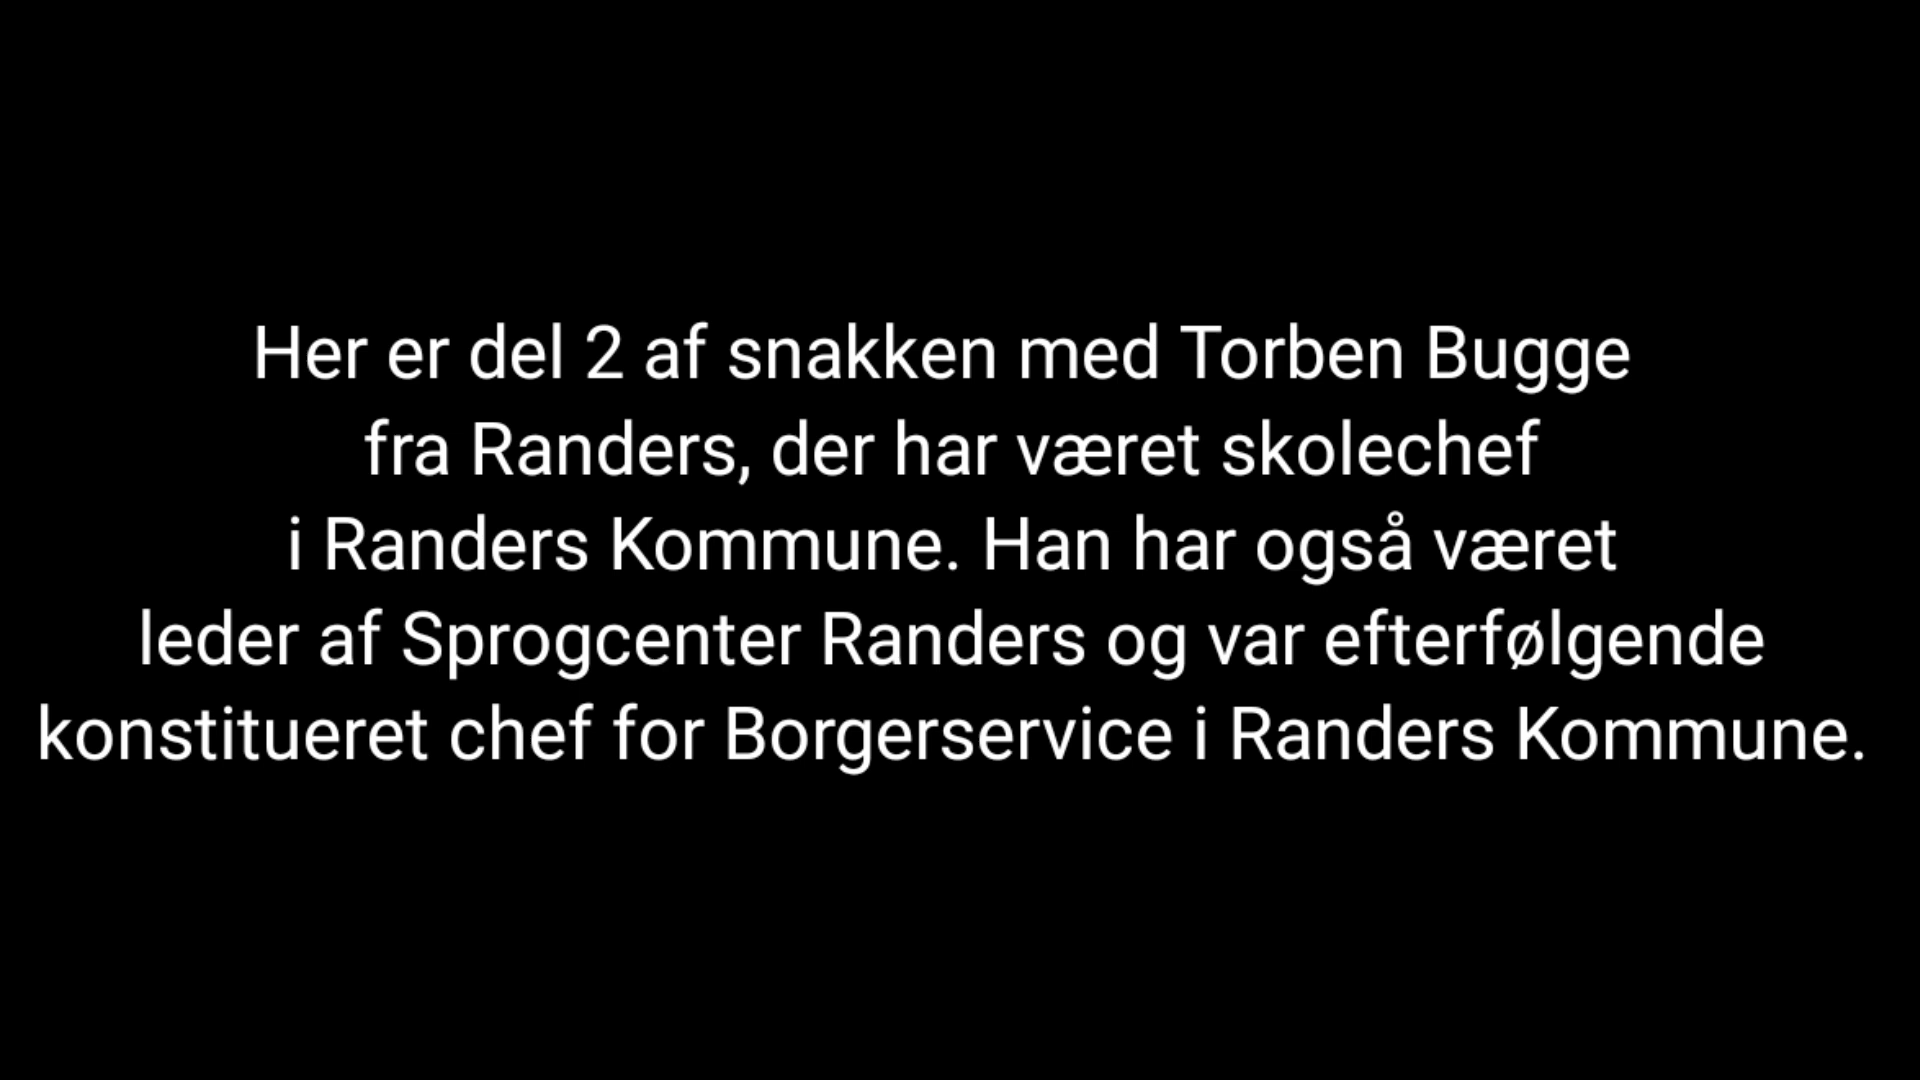 Her er del 2 af snakken med Torben Bugge
fra Randers, der har været skolechef
i Randers Kommune. Han har også været
leder af Sprogcenter Randers og var efterfølgende
konstitueret chef for Borgerservice i Randers Kommune.